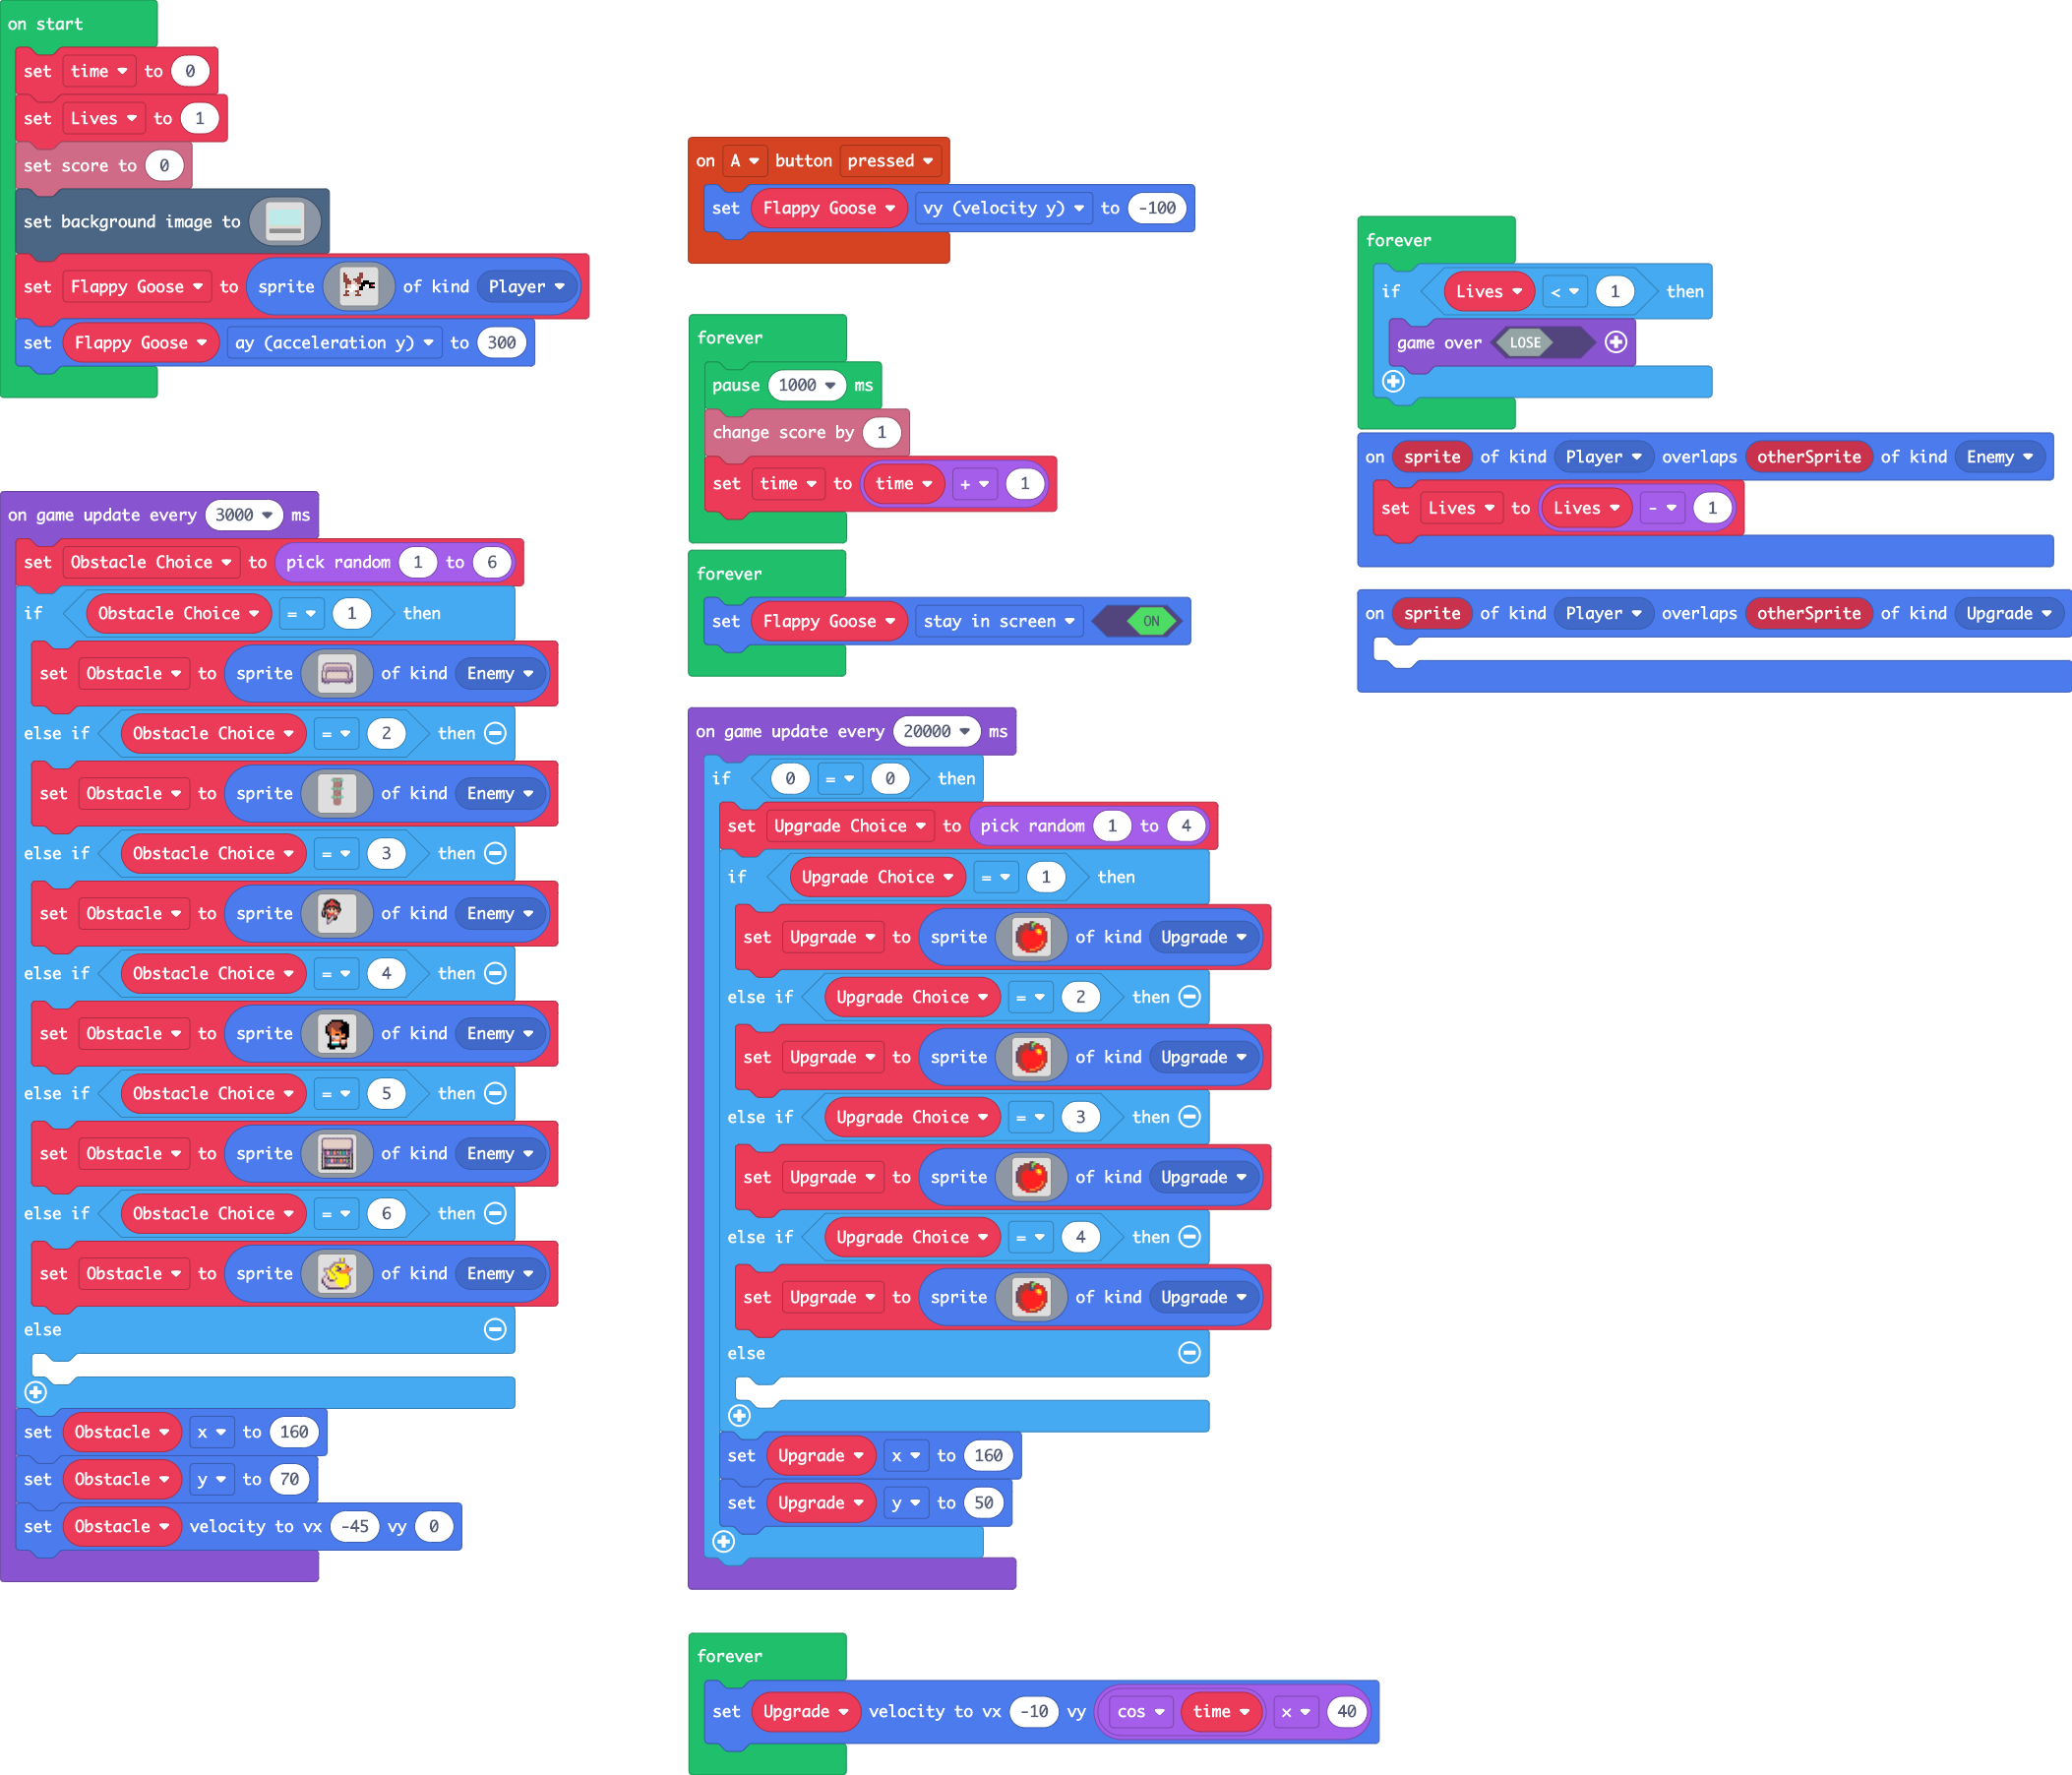 on start
set time to 0
set Lives to 1
set score to 0
set background image to
set Flappy Goose to sprite of kind Player
set Flappy Goose ay (acceleration y) to 300
on game update every 3000 ms
set Obstacle Choice to pick random 1 to 6
if Obstacle Choice = 1 then
set Obstacle to sprite of kind Enemy
else if Obstacle Choice = 2 then
set Obstacle to sprite of kind Enemy
else if Obstacle Choice = 3 then
set Obstacle to sprite of kind Enemy
else if Obstacle Choice = 4 then
set Obstacle to sprite of kind Enemy
else if Obstacle Choice = 5 then
set Obstacle to sprite of kind Enemy
else if Obstacle Choice = 6 then
set Obstacle to sprite of kind Enemy
else
set Obstacle x to 160
set Obstacle y to 70
set Obstacle velocity to vx -45 vy 0
on A button pressed
set Flappy Goose vy (velocity y) to -100
forever
pause 1000 ms
change score by 1
set time to time + 1
forever
set Flappy Goose stay in screen ON
on game update every 20000 ms
if 0 = 0 then
set Upgrade Choice to pick random 1 to 4
if Upgrade Choice = 1 then
set Upgrade to sprite of kind Upgrade
else if Upgrade Choice = 2 then
set Upgrade to sprite of kind Upgrade
else if Upgrade Choice = 3 then
set Upgrade to sprite of kind Upgrade
else if Upgrade Choice = 4 then
set Upgrade to sprite of kind Upgrade
else
set Upgrade x to 160
set Upgrade y to 50
forever
set Upgrade velocity to vx -10 vy cos time x 40
forever
if Lives < 1 then
game over LOSE
on sprite of kind Player overlaps otherSprite of kind Enemy
set Lives to Lives - 1
on sprite of kind Player overlaps otherSprite of kind Upgrade